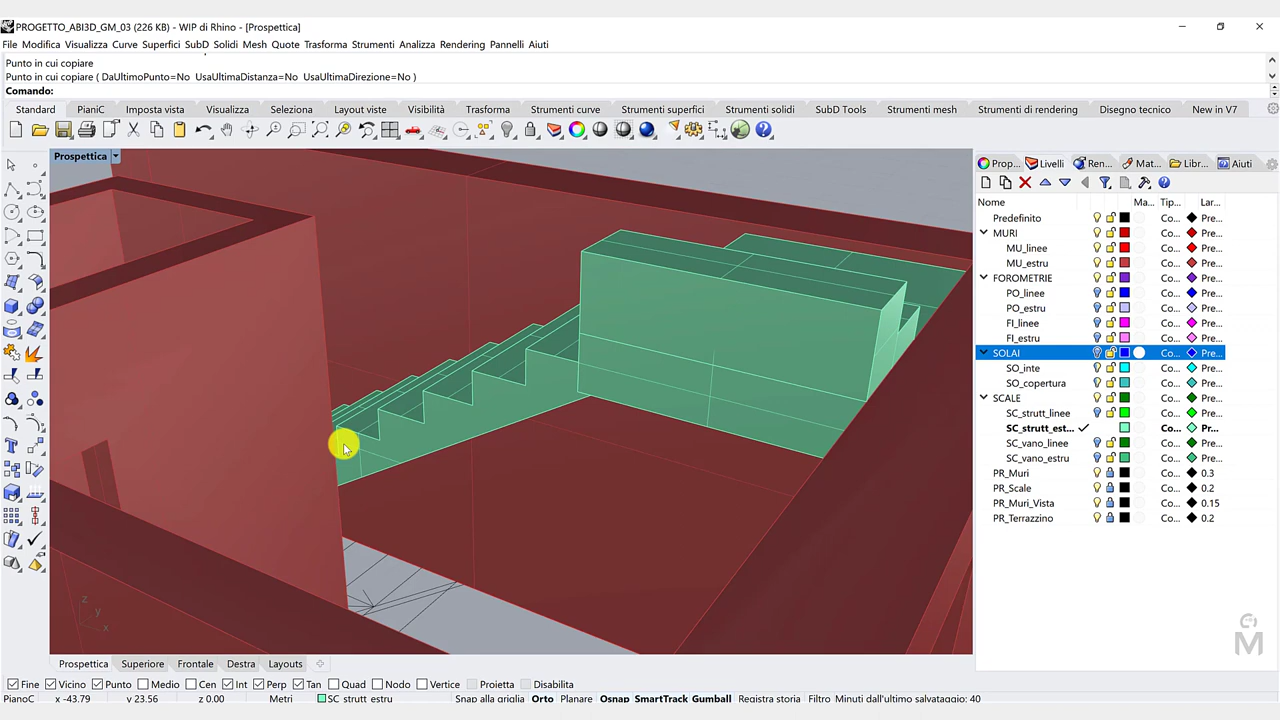 PROGETTO_ABI3D_GM_03 (226 KB) - WIP di Rhino - [Prospettica]
File Modifica Visualizza Curve Superfici SubD Solidi Mesh Quote Trasforma Strumenti Analizza Rendering Pannelli Aiuti
Punto in cui copiare
Punto in cui copiare ( DaUltimoPunto=No UsaUltimaDistanza=No UsaUltimaDirezione=No )
Comando:
Standard PianiC Imposta vista Visualizza Seleziona Layout viste Visibilità Trasforma Strumenti curve Strumenti superfici Strumenti solidi SubD Tools Strumenti mesh Strumenti di rendering Disegno tecnico New in V7
Prospettica
Prop... Livelli Ren... Mat... Libr... Aiuti
Nome Ma... Tip... Lar...
Predefinito Co... Pre...
MURI Co... Pre...
MU_linee Co... Pre...
MU_estru Co... Pre...
FOROMETRIE Co... Pre...
PO_linee Co... Pre...
PO_estru Co... Pre...
FI_linee Co... Pre...
FI_estru Co... Pre...
SOLAI Co... Pre...
SO_inte Co... Pre...
SO_copertura Co... Pre...
SCALE Co... Pre...
SC_strutt_linee Co... Pre...
SC_strutt_est... Co... Pr...
SC_vano_linee Co... Pre...
SC_vano_estru Co... Pre...
PR_Muri Co... 0.3
PR_Scale Co... 0.2
PR_Muri_Vista Co... 0.15
PR_Terrazzino Co... 0.2
z
y
x
M
Prospettica Superiore Frontale Destra Layouts
Fine Vicino Punto Medio Cen Int Perp Tan Quad Nodo Vertice Proietta Disabilita
PianoC x -43.79 y 23.56 z 0.00 Metri SC_strutt_estru Snap alla griglia Orto Planare Osnap SmartTrack Gumball Registra storia Filtro Minuti dall'ultimo salvataggio: 40